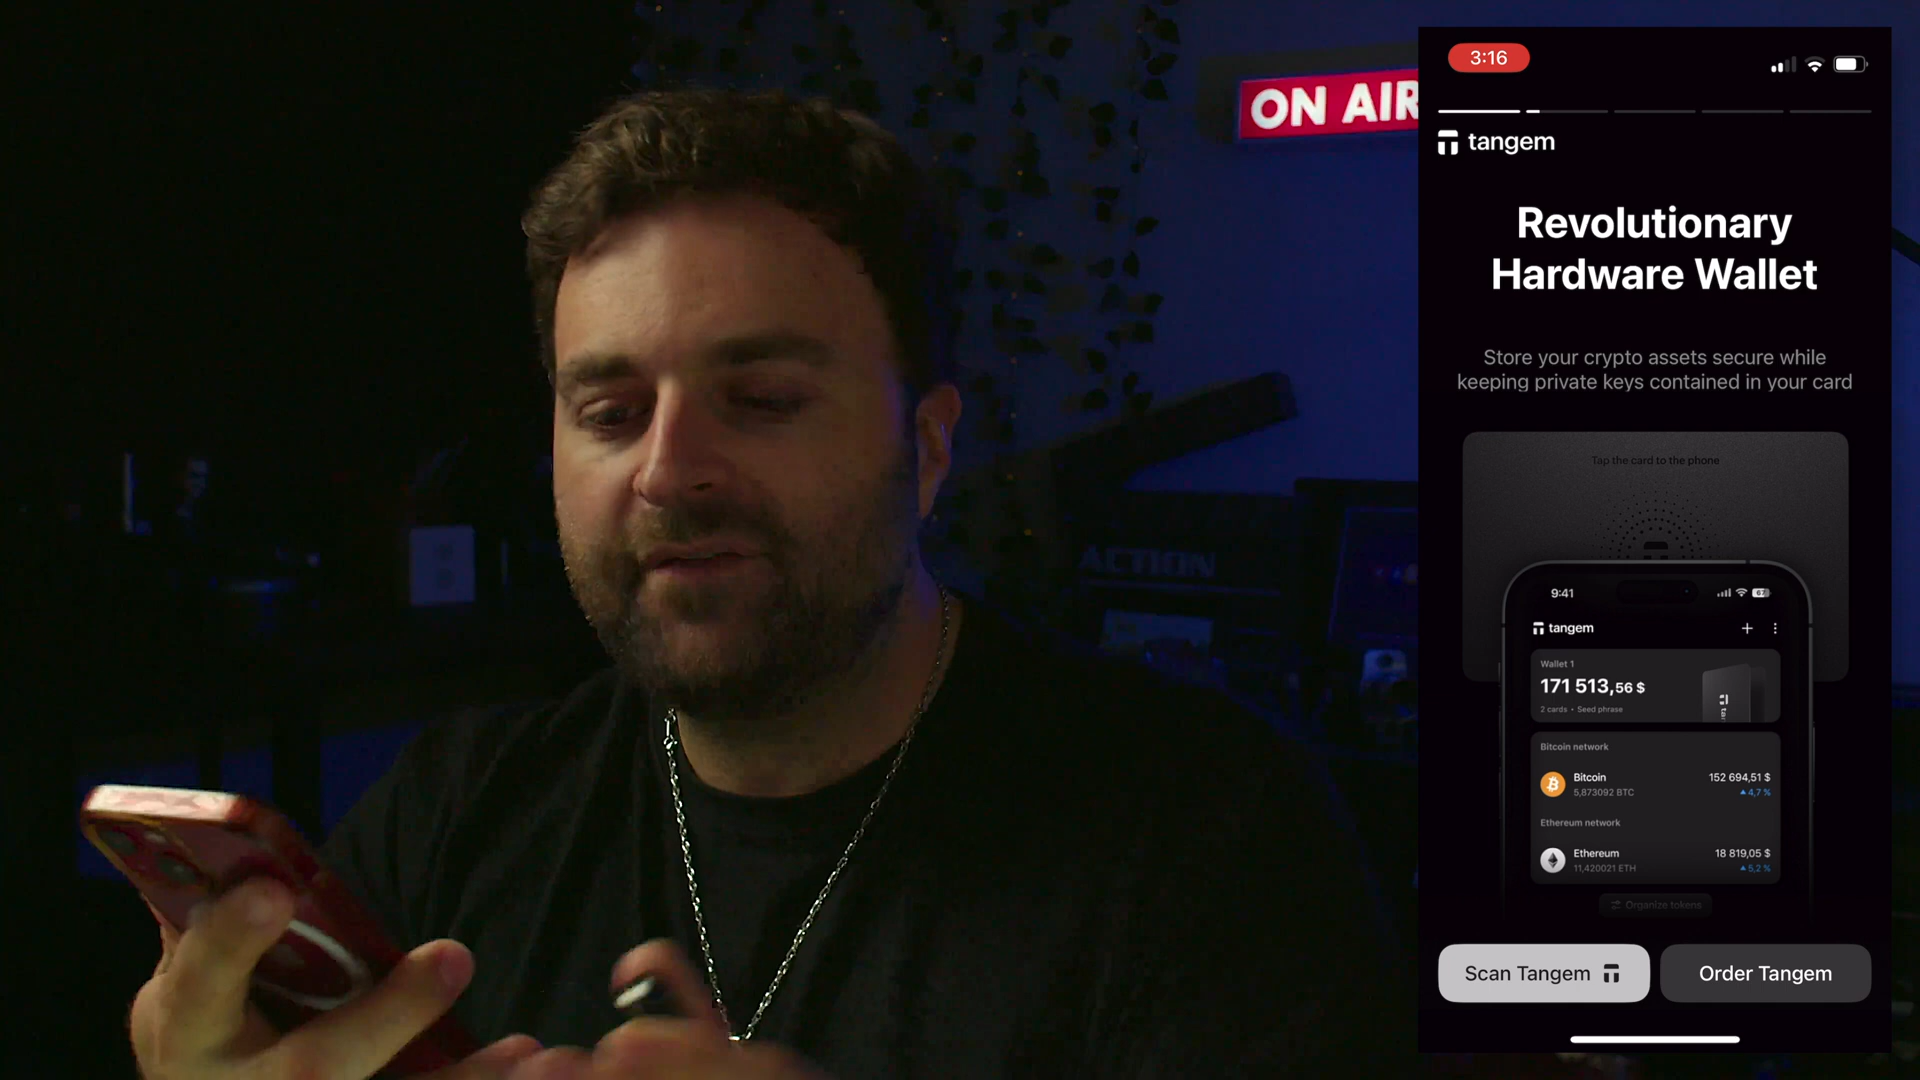 ON AIR
ACTION
3:16
tangem
Revolutionary
Hardware Wallet
Store your crypto assets secure while
keeping private keys contained in your card
Tap the card to the phone
9:41
67
tangem
Wallet 1
171 513,56 $
2 cards • Seed phrase
Bitcoin network
Bitcoin
152 694,51 $
5,873092 BTC
4,7 %
Ethereum network
Ethereum
18 819,05 $
11,420021 ETH
5,2 %
Organize tokens
Scan Tangem
Order Tangem